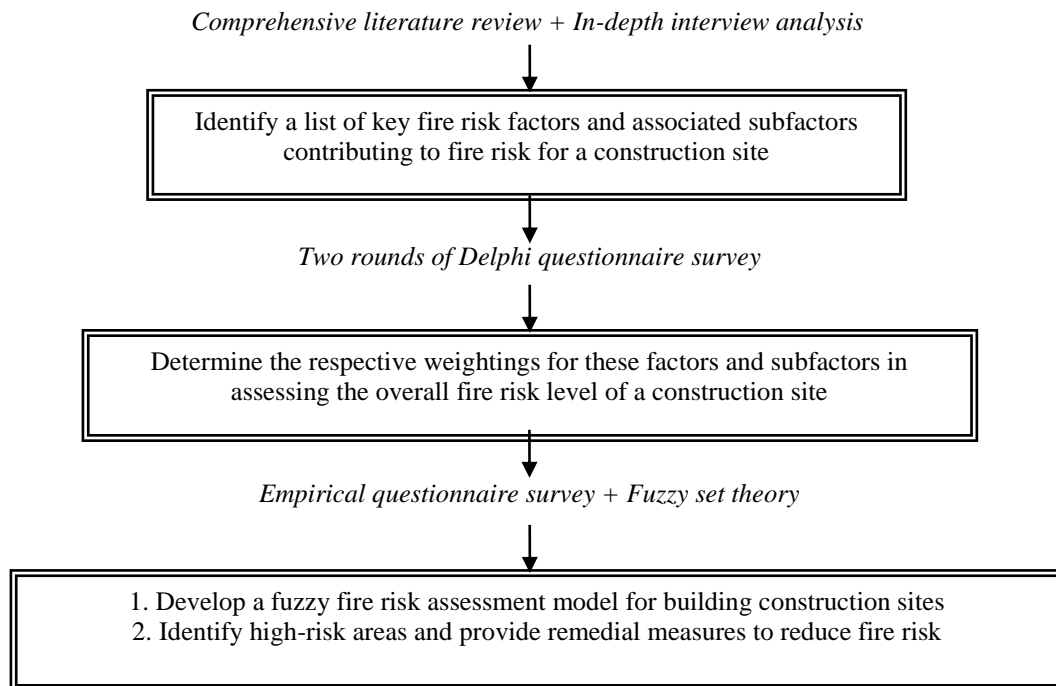 Comprehensive literature review + In-depth interview analysis
Identify a list of key fire risk factors and associated subfactors
contributing to fire risk for a construction site
Two rounds of Delphi questionnaire survey
Determine the respective weightings for these factors and subfactors in
assessing the overall fire risk level of a construction site
Empirical questionnaire survey + Fuzzy set theory
1. Develop a fuzzy fire risk assessment model for building construction sites
2. Identify high-risk areas and provide remedial measures to reduce fire risk